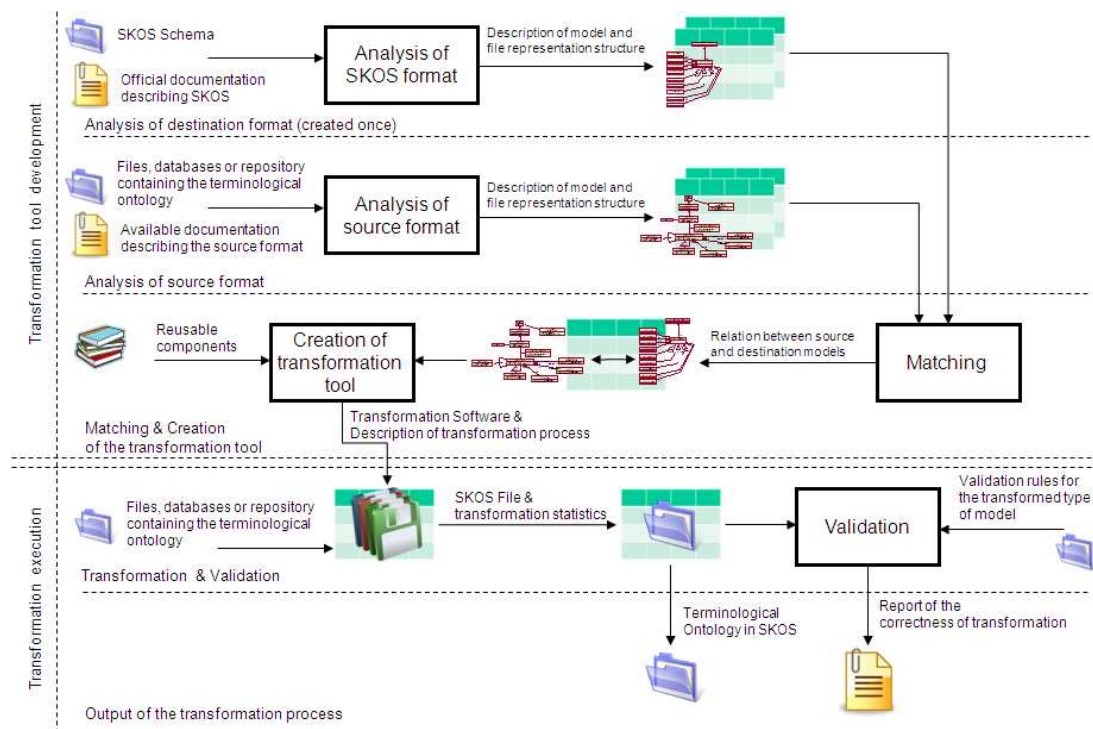 Transformation tool development
SKOS Schema
Official documentation
describing SKOS
Analysis of
SKOS format
Description of model and
file representation structure
Analysis of destination format (created once)
Files, databases or repository
containing the terminological
ontology
Available documentation
describing the source format
Analysis of
source format
Description of model and
file representation structure
Analysis of source format
Reusable
components
Creation of
transformation
tool
Relation between source
and destination models
Matching
Transformation Software &
Description of transformation process
Matching & Creation
of the transformation tool
Transformation execution
Files, databases or repository
containing the terminological
ontology
SKOS File &
transformation statistics
Validation
Validation rules for
the transformed type
of model
Transformation & Validation
Terminological
Ontology in SKOS
Report of the
correctness of transformation
Output of the transformation process